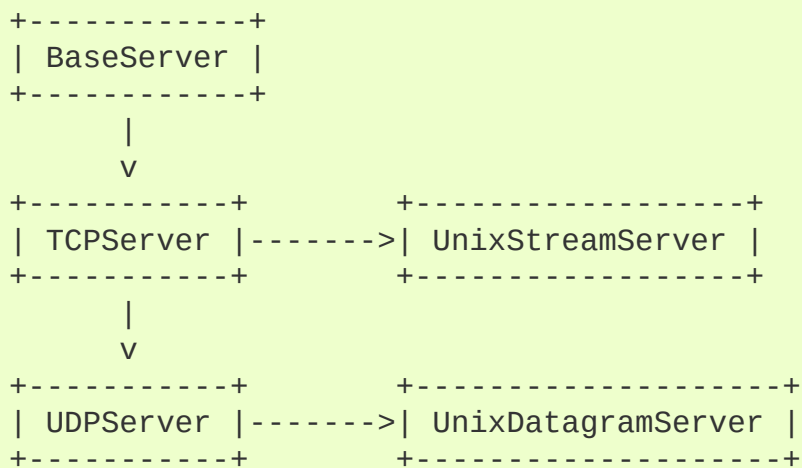 +------------+
| BaseServer |
+------------+
      |
      v
+-----------+        +------------------+
| TCPServer |------->| UnixStreamServer |
+-----------+        +------------------+
      |
      v
+-----------+        +--------------------+
| UDPServer |------->| UnixDatagramServer |
+-----------+        +--------------------+